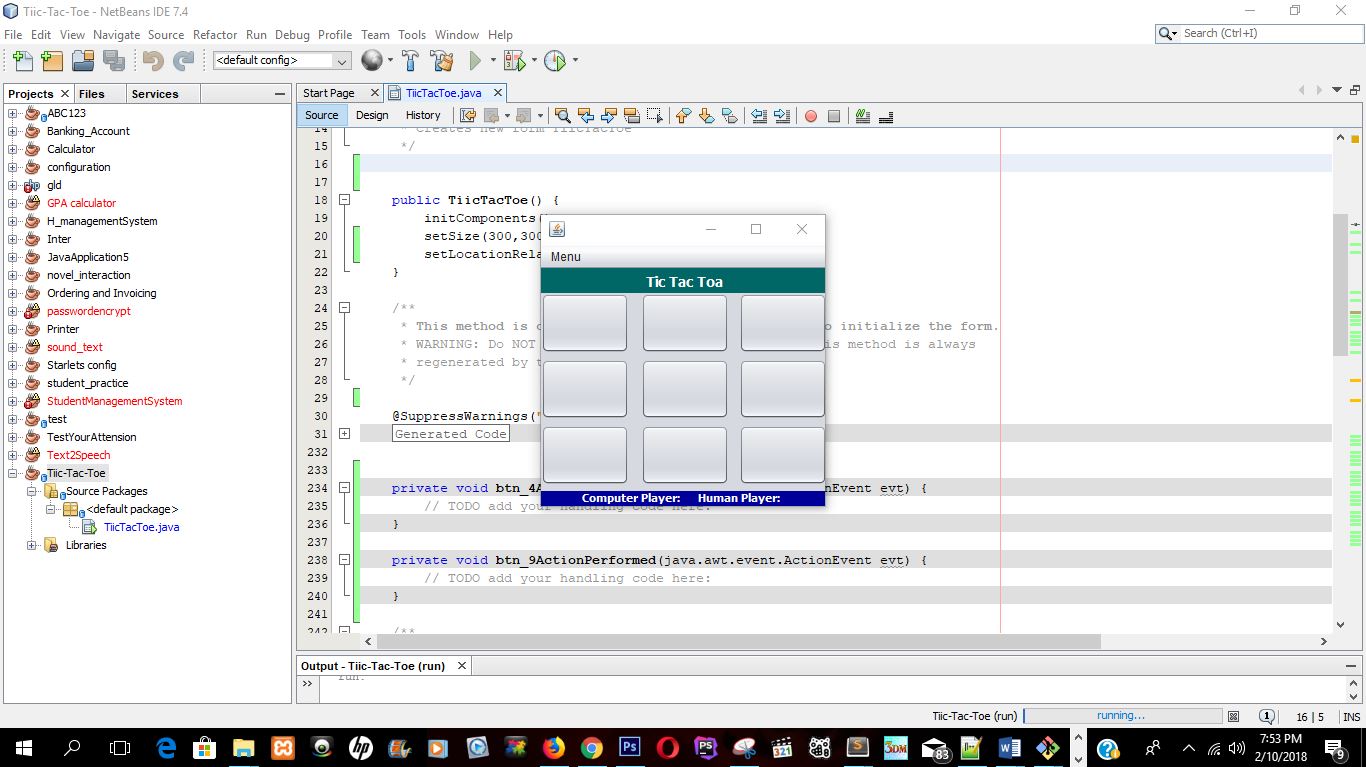 Tiic-Tac-Toe - NetBeans IDE 7.4
File Edit View Navigate Source Refactor Run Debug Profile Team Tools Window Help
Search (Ctrl+I)
<default config>
Projects Files Services
Start Page TiicTacToe.java
Source Design History
ABC123
Banking_Account
Calculator
configuration
gld
GPA calculator
H_managementSystem
Inter
JavaApplication5
novel_interaction
Ordering and Invoicing
passwordencrypt
Printer
sound_text
Starlets config
student_practice
StudentManagementSystem
test
TestYourAttension
Text2Speech
Tiic-Tac-Toe
Source Packages
<default package>
TiicTacToe.java
Libraries
14 * Creates new form TiicTacToe
15 */
16
17
18 public TiicTacToe() {
19 initComponents(
20 setSize(300,300
21 setLocationRela
22 }
23
24 /**
25 * This method is c o initialize the form.
26 * WARNING: Do NOT is method is always
27 * regenerated by t
28 */
29
30 @SuppressWarnings("
31 Generated Code
232
233
234 private void btn_4A onEvent evt) {
235 // TODO add your handling code here:
236 }
237
238 private void btn_9ActionPerformed(java.awt.event.ActionEvent evt) {
239 // TODO add your handling code here:
240 }
241
242 /**
Menu
Tic Tac Toa
Computer Player: Human Player:
Output - Tiic-Tac-Toe (run)
run:
Tiic-Tac-Toe (run) running... 1 16 | 5 INS
83
321
3DM
7:53 PM
2/10/2018
9